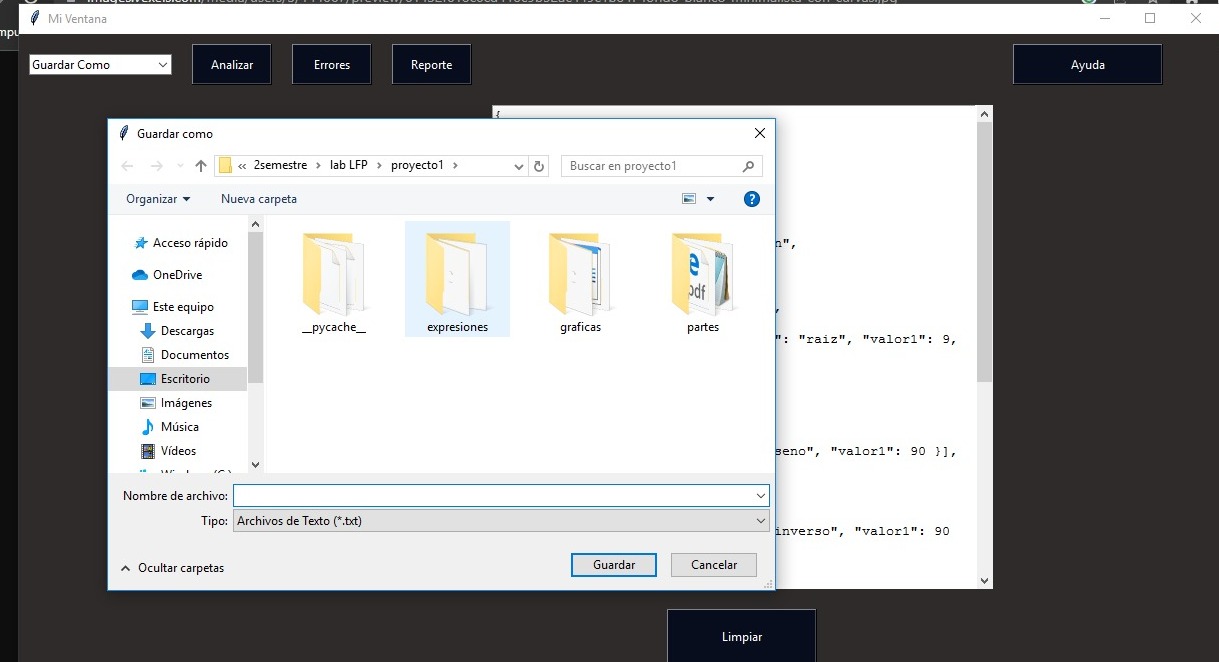 Mi Ventana
Guardar Como
Analizar
Errores
Reporte
Ayuda
{
Guardar como
« 2semestre › lab LFP › proyecto1 ›
Buscar en proyecto1
Organizar
Nueva carpeta
?
Acceso rápido
OneDrive
Este equipo
Descargas
Documentos
Escritorio
Imágenes
Música
Vídeos
__pycache__
expresiones
graficas
pdf
partes
n",
,
": "raiz", "valor1": 9,
seno", "valor1": 90 }],
inverso", "valor1": 90
Nombre de archivo:
Tipo:
Archivos de Texto (*.txt)
Ocultar carpetas
Guardar
Cancelar
Limpiar